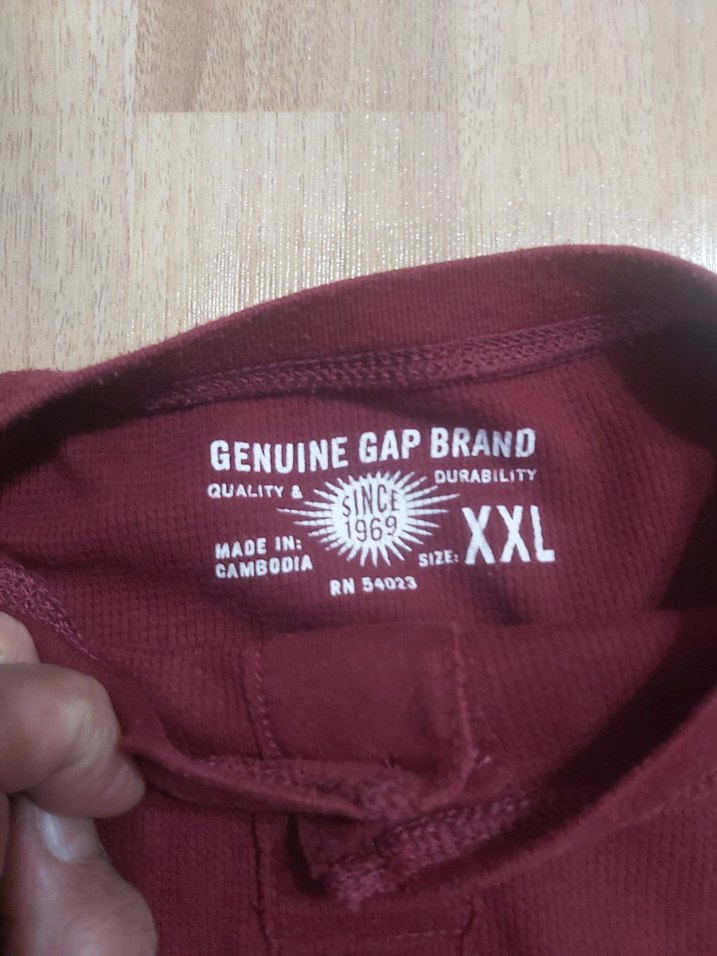 GENUINE GAP BRAND
QUALITY & DURABILITY
SINCE
1969
MADE IN:
CAMBODIA
SIZE: XXL
RN 54023